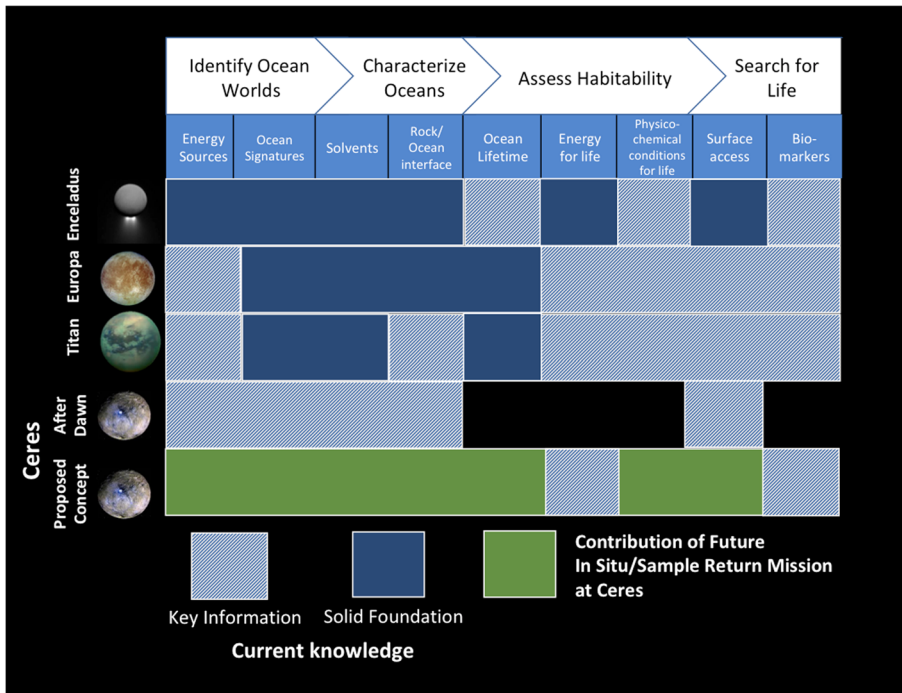 Identify Ocean
Worlds
Characterize
Oceans
Assess Habitability
Search for
Life
Energy
Sources
Ocean
Signatures
Solvents
Rock/
Ocean
interface
Ocean
Lifetime
Energy
for life
Physico-
chemical
conditions
for life
Surface
access
Bio-
markers
Enceladus
Europa
Titan
Ceres
After
Dawn
Proposed
Concept
Key Information
Solid Foundation
Contribution of Future
In Situ/Sample Return Mission
at Ceres
Current knowledge